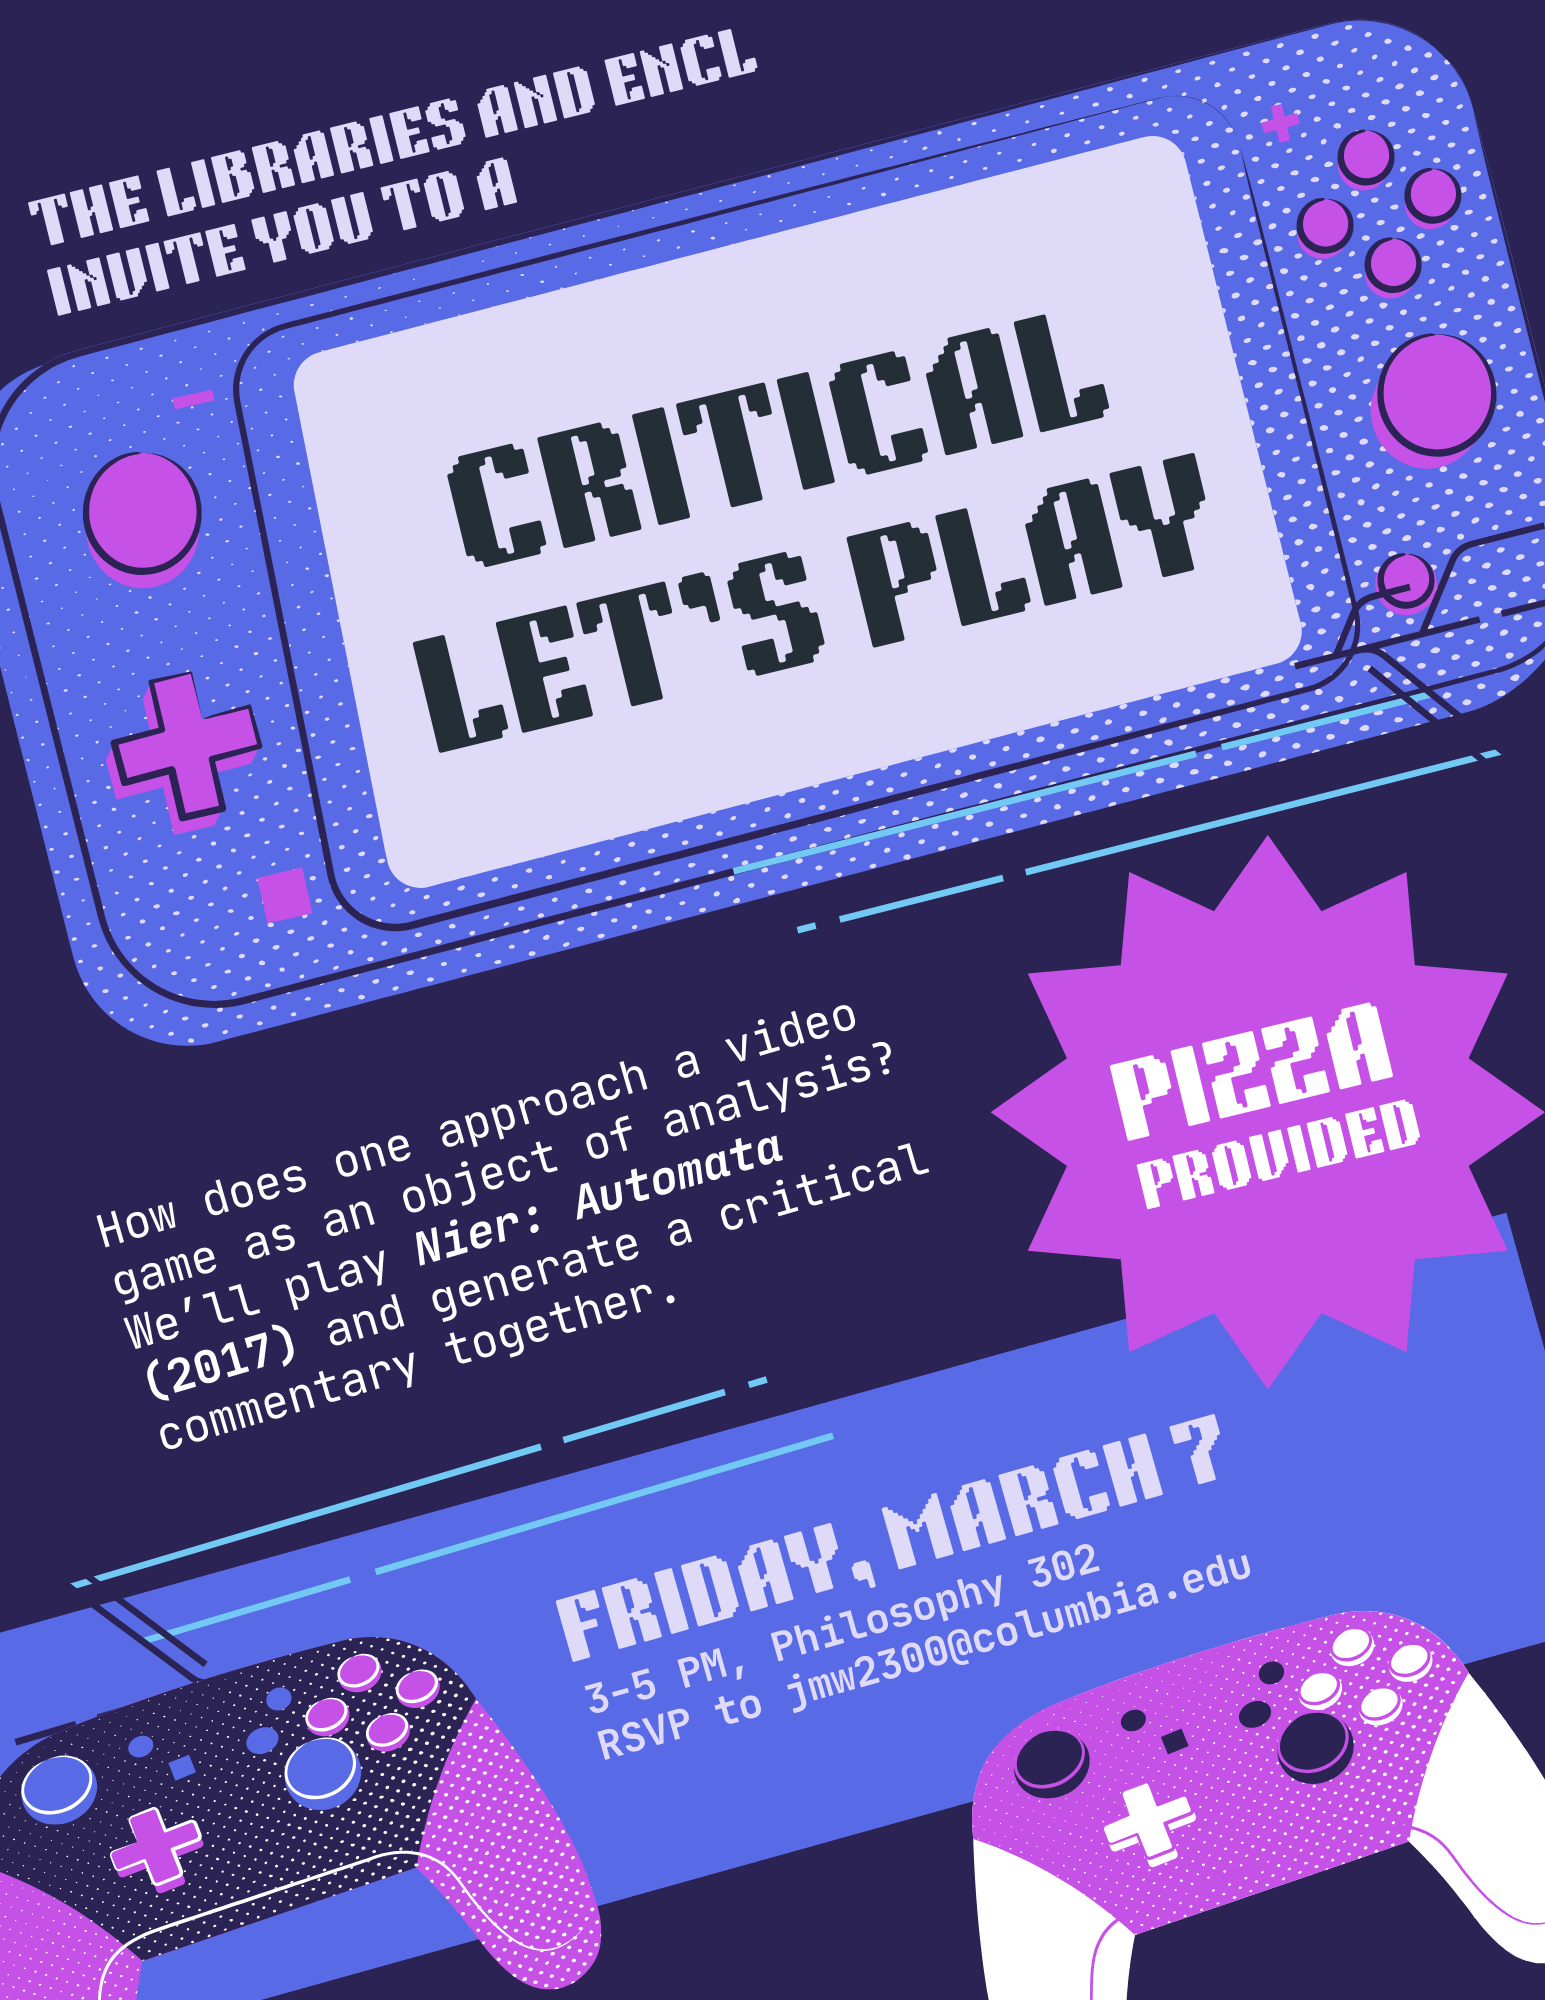 THE LIBRARIES AND ENCL
INVITE YOU TO A
CRITICAL
LET'S PLAY
How does one approach a video
game as an object of analysis?
We'll play Nier: Automata
(2017) and generate a critical
commentary together.
PIZZA
PROVIDED
FRIDAY, MARCH 7
3-5 PM, Philosophy 302
RSVP to jmw2300@columbia.edu